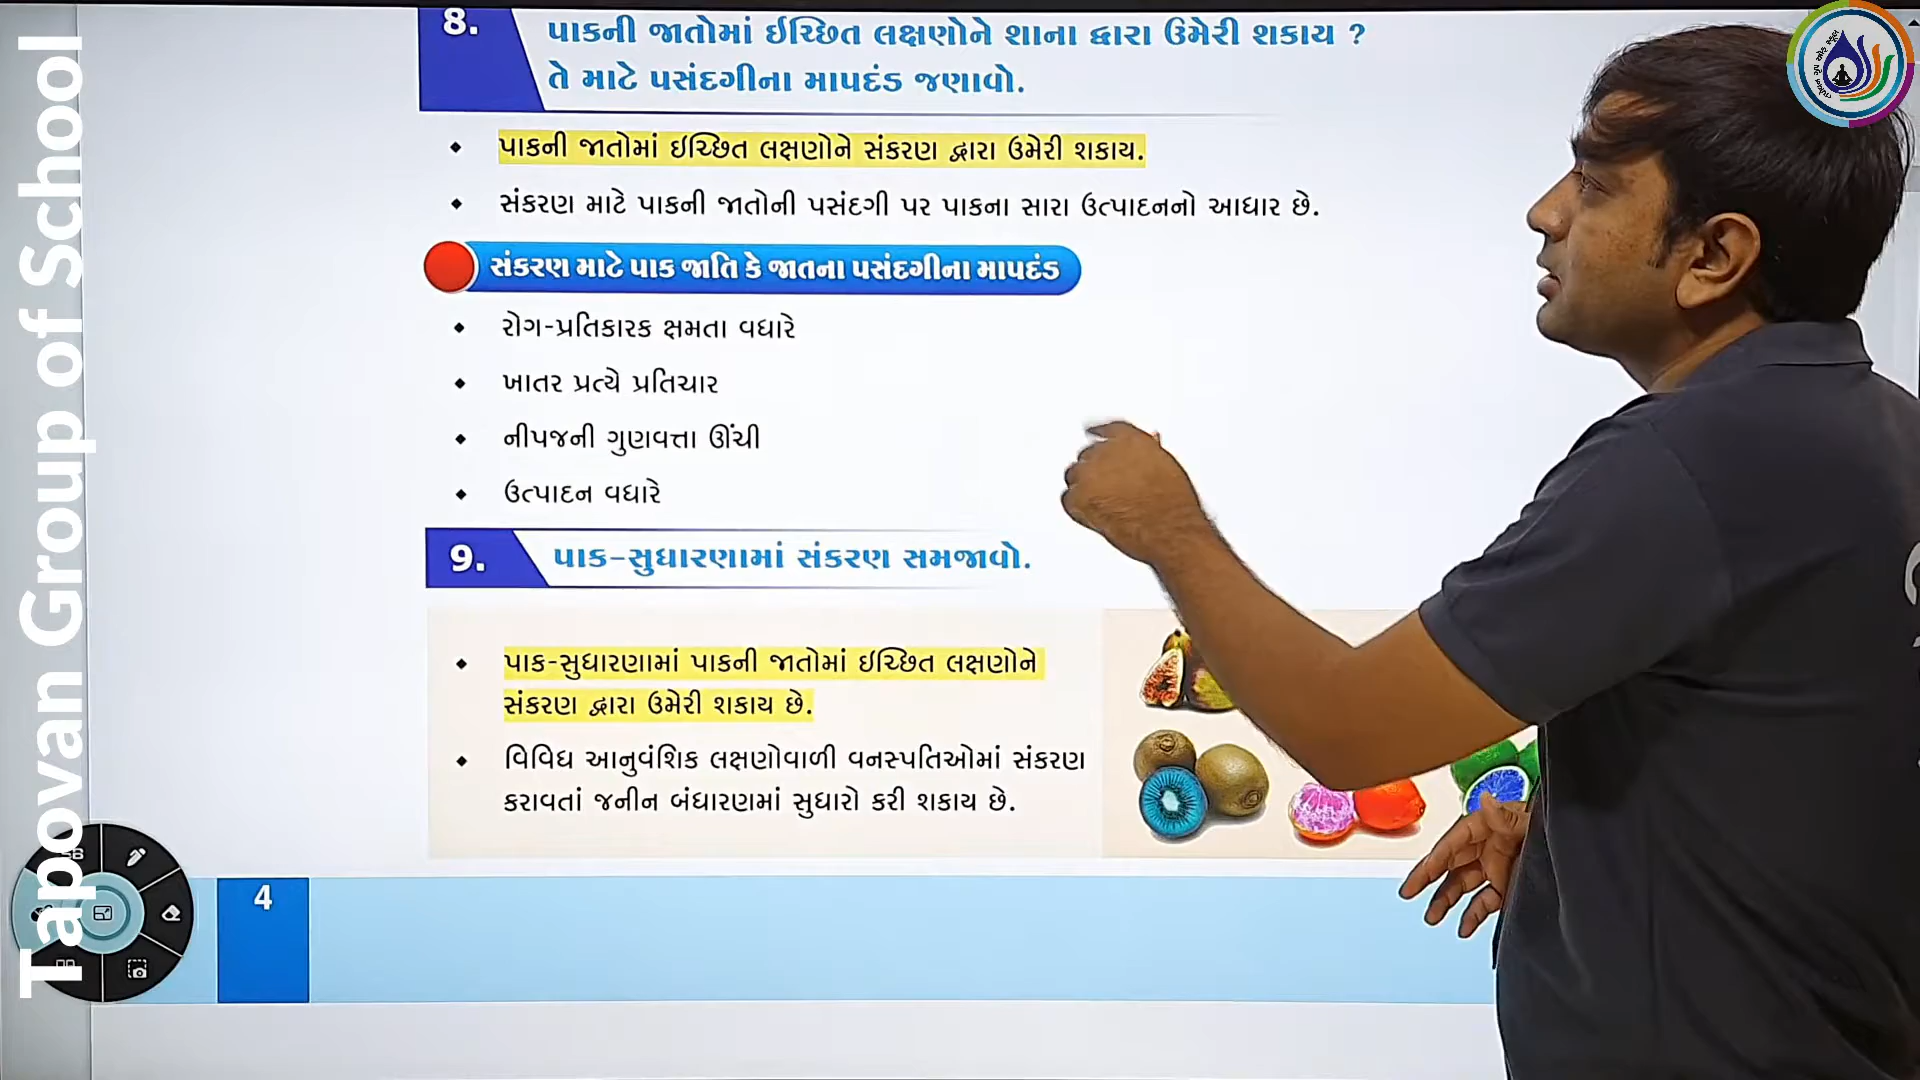 8.
પાકની જાતોમાં ઇચ્છિત લક્ષણોને શાના દ્વારા ઉમેરી શકાય ?
તે માટે પસંદગીના માપદંડ જણાવો.
પાકની જાતોમાં ઇચ્છિત લક્ષણોને સંકરણ દ્વારા ઉમેરી શકાય.
સંકરણ માટે પાકની જાતોની પસંદગી પર પાકના સારા ઉત્પાદનનો આધાર છે.
સંકરણ માટે પાક જાતિ કે જાતના પસંદગીના માપદંડ
રોગ-પ્રતિકારક ક્ષમતા વધારે
ખાતર પ્રત્યે પ્રતિચાર
નીપજની ગુણવત્તા ઊંચી
ઉત્પાદન વધારે
9.
પાક-સુધારણામાં સંકરણ સમજાવો.
પાક-સુધારણામાં પાકની જાતોમાં ઇચ્છિત લક્ષણોને
સંકરણ દ્વારા ઉમેરી શકાય છે.
વિવિધ આનુવંશિક લક્ષણોવાળી વનસ્પતિઓમાં સંકરણ
કરાવતાં જનીન બંધારણમાં સુધારો કરી શકાય છે.
4
Tapovan Group of School